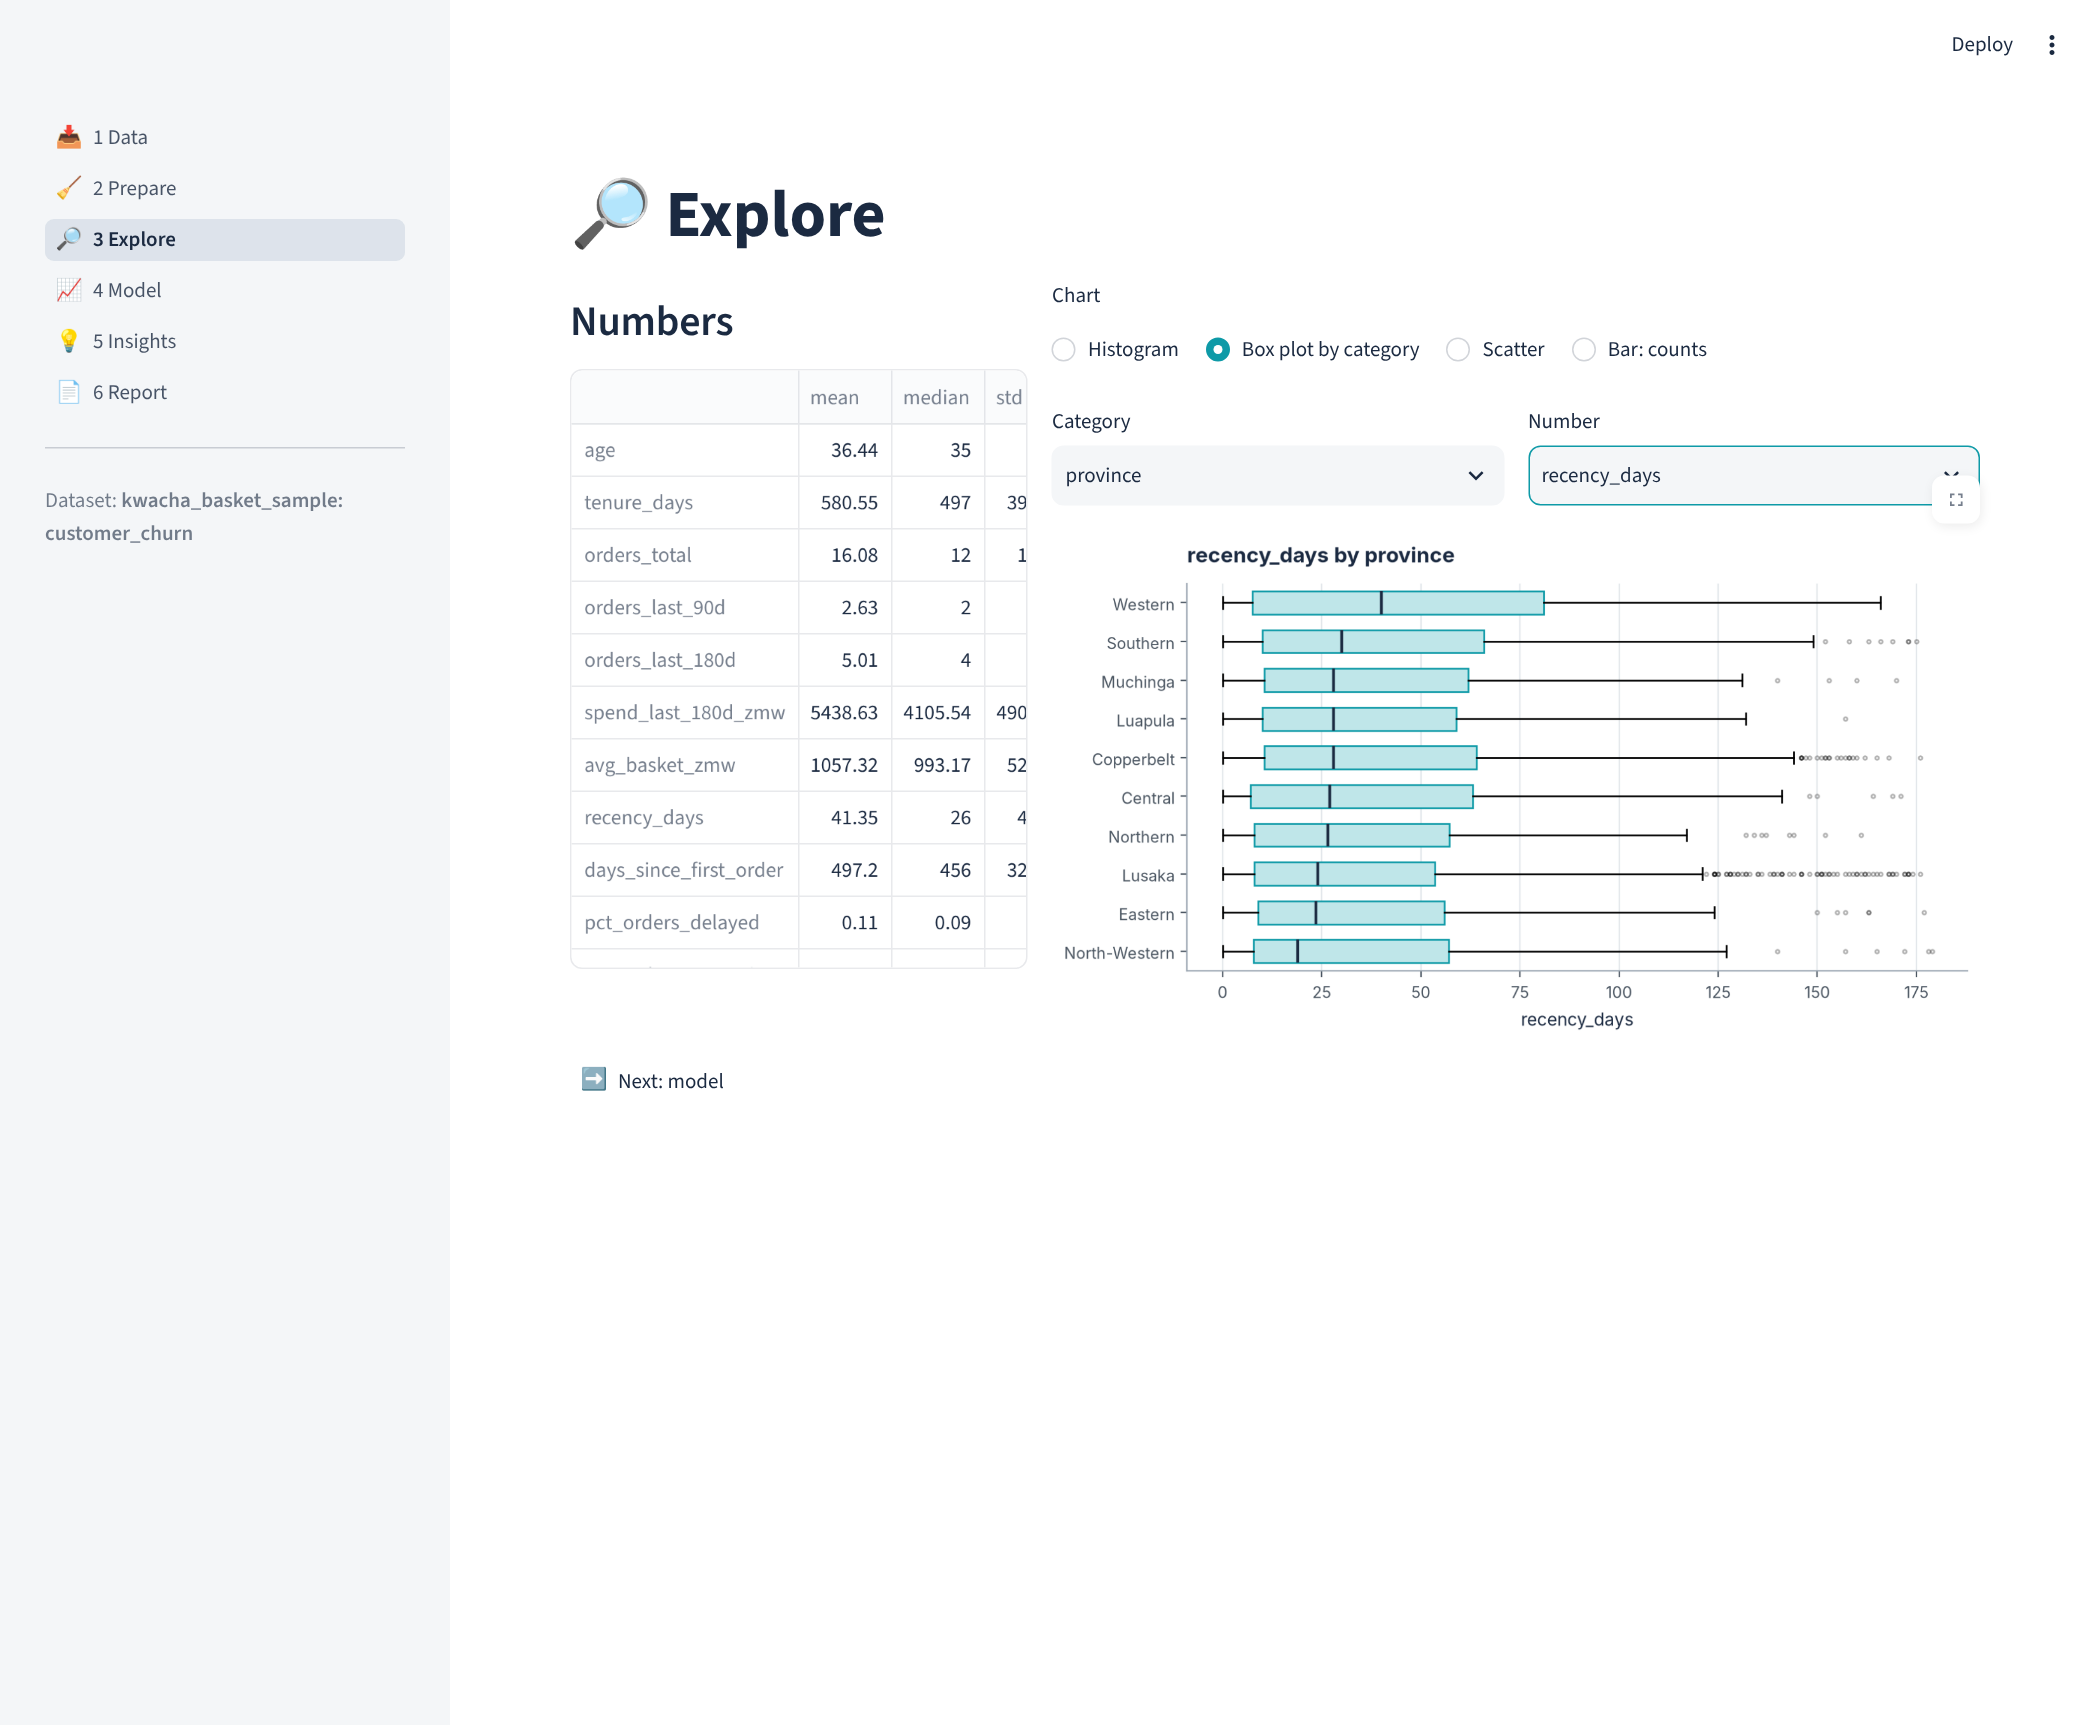 Deploy
1 Data
2 Prepare
3 Explore
4 Model
5 Insights
6 Report
Dataset: kwacha_basket_sample:
customer_churn
Explore
Numbers
mean median std
age 36.44 35
tenure_days 580.55 497 39
orders_total 16.08 12 1
orders_last_90d 2.63 2
orders_last_180d 5.01 4
spend_last_180d_zmw 5438.63 4105.54 490
avg_basket_zmw 1057.32 993.17 52
recency_days 41.35 26 4
days_since_first_order 497.2 456 32
pct_orders_delayed 0.11 0.09
Chart
Histogram Box plot by category Scatter Bar: counts
Category Number
province recency_days
recency_days by province
Western
Southern
Muchinga
Luapula
Copperbelt
Central
Northern
Lusaka
Eastern
North-Western
0 25 50 75 100 125 150 175
recency_days
Next: model